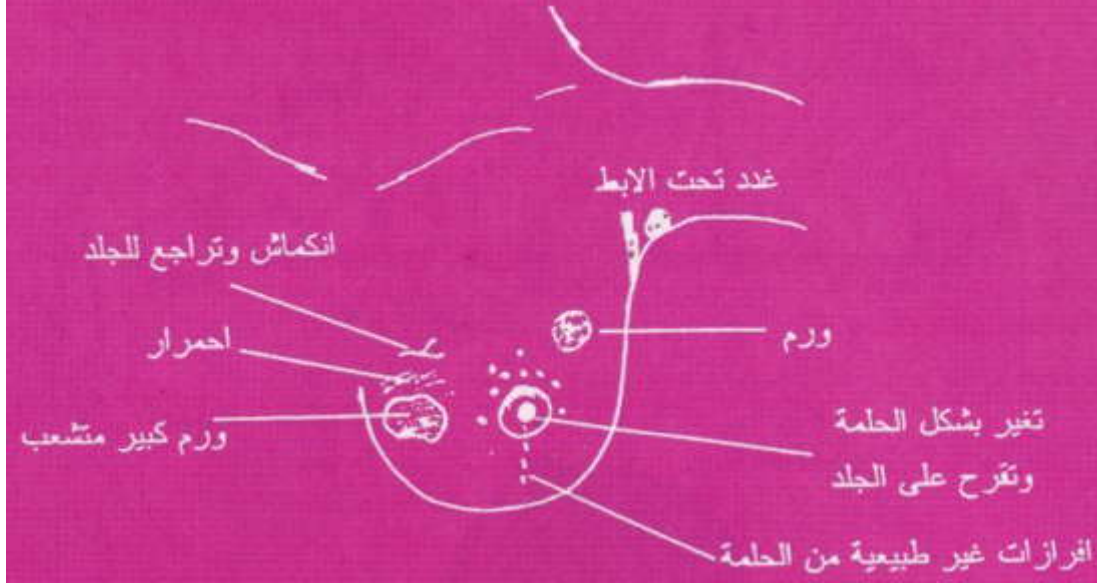 غدد تحت الابط
انكماش وتراجع للجلد
احمرار
ورم
ورم كبير متشعب
تغير بشكل الحلمة
وتقرح على الجلد
افرازات غير طبيعية من الحلمة